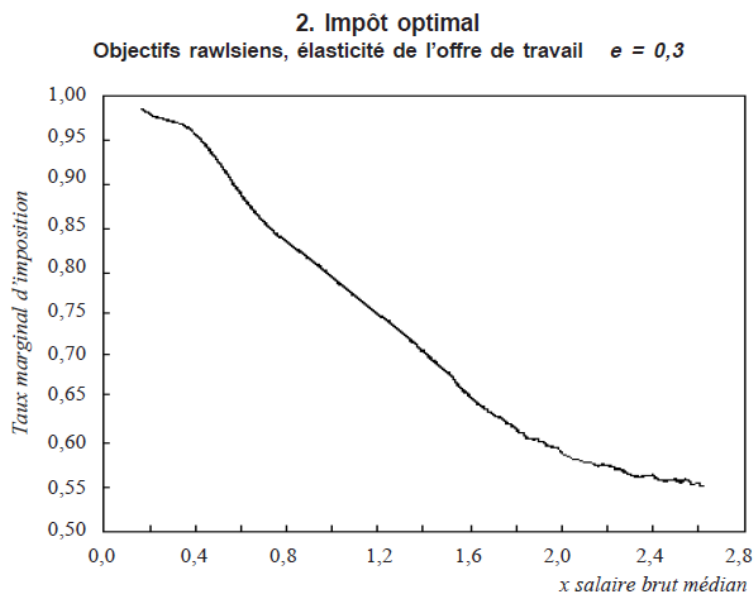 2. Impôt optimal
Objectifs rawlsiens, élasticité de l'offre de travail e = 0,3
1,00
0,95
0,90
0,85
0,80
0,75
0,70
0,65
0,60
0,55
0,50
Taux marginal d'imposition
0,0 0,4 0,8 1,2 1,6 2,0 2,4 2,8
x salaire brut médian